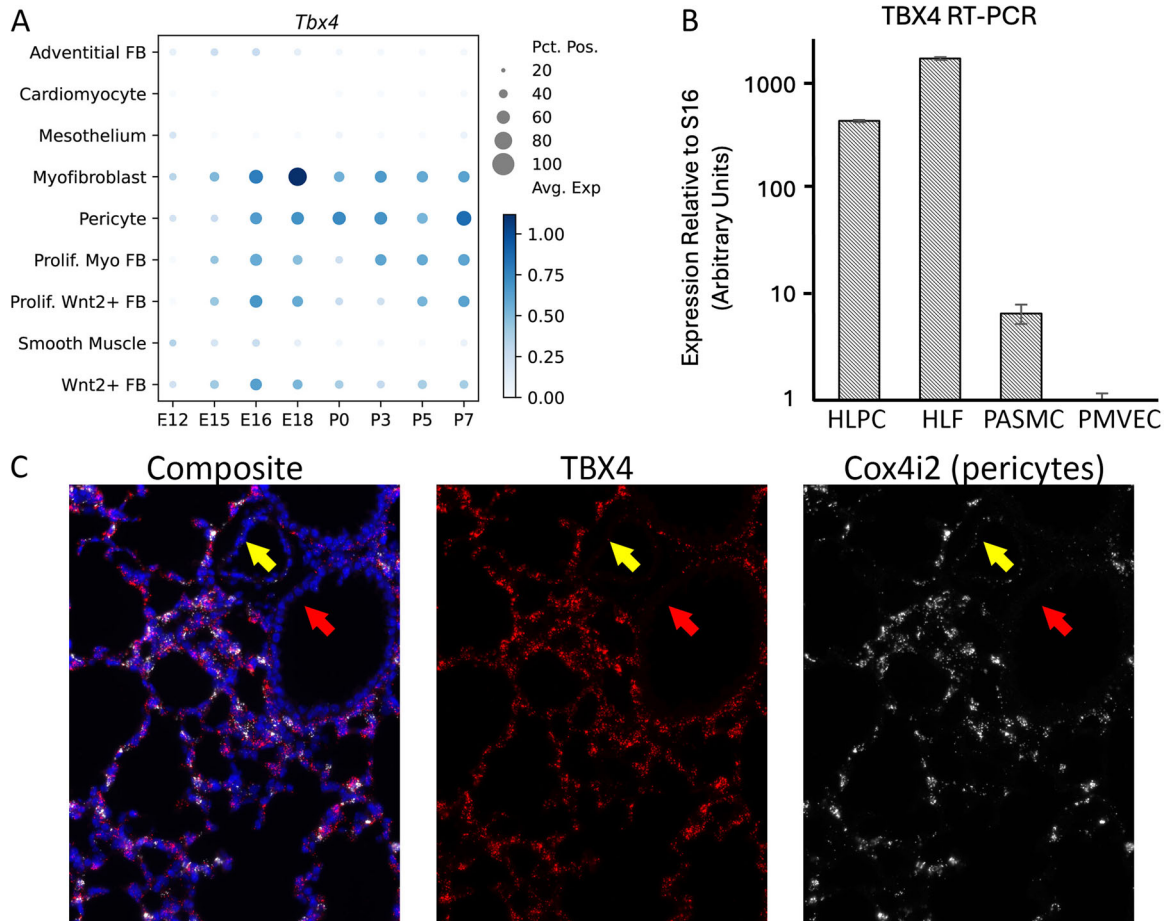 A
Tbx4
Adventitial FB
Cardiomyocyte
Mesothelium
Myofibroblast
Pericyte
Prolif. Myo FB
Prolif. Wnt2+ FB
Smooth Muscle
Wnt2+ FB
E12 E15 E16 E18 P0 P3 P5 P7
Pct. Pos.
20
40
60
80
100
Avg. Exp
1.00
0.75
0.50
0.25
0.00
B
TBX4 RT-PCR
Expression Relative to S16
(Arbitrary Units)
1000
100
10
1
HLPC HLF PASMC PMVEC
C
Composite
TBX4
Cox4i2 (pericytes)